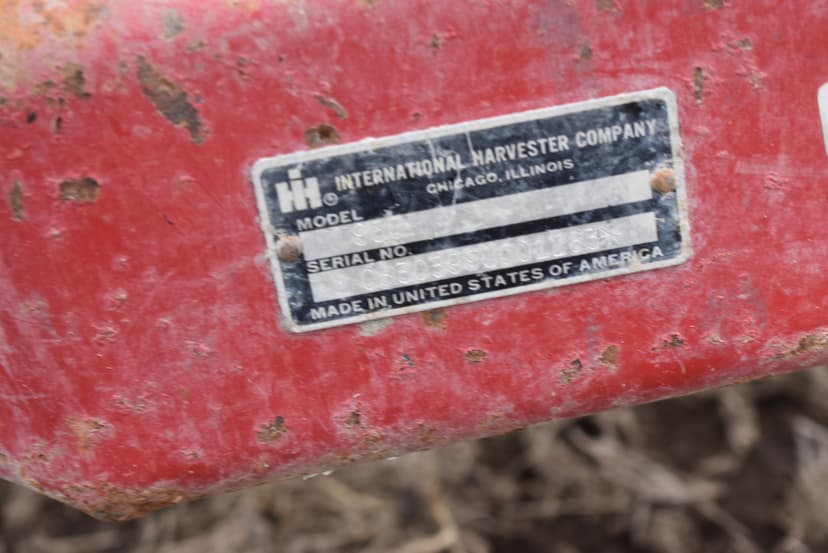 IH® INTERNATIONAL HARVESTER COMPANY
CHICAGO, ILLINOIS
MODEL
SERIAL NO.
MADE IN UNITED STATES OF AMERICA